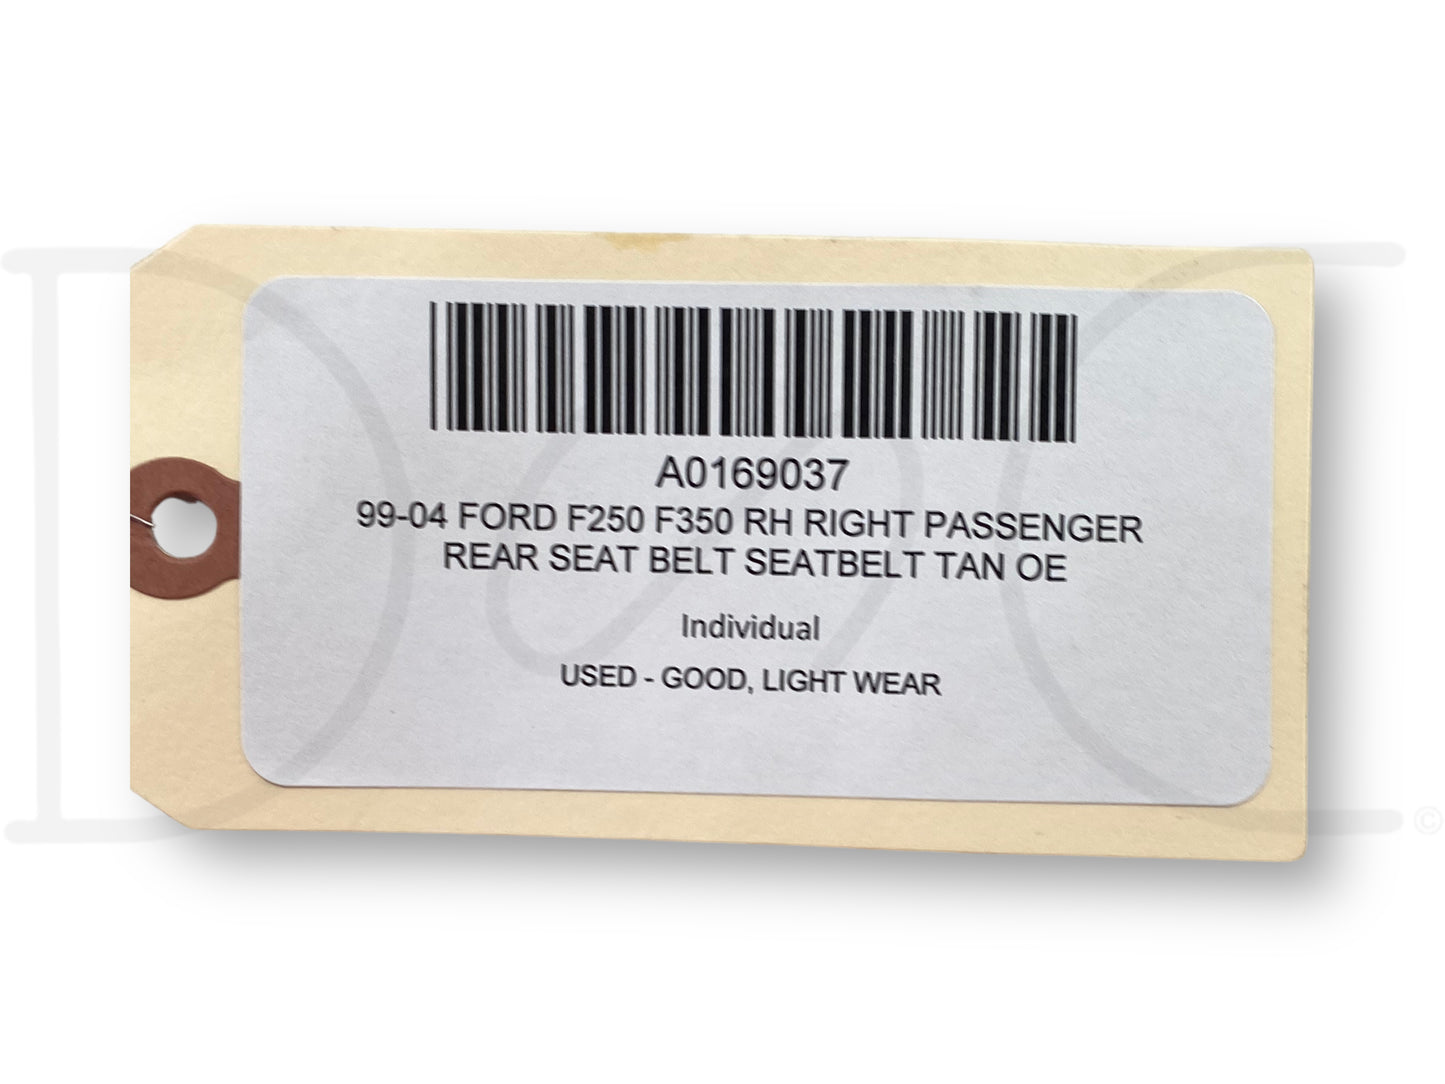 A0169037
99-04 FORD F250 F350 RH RIGHT PASSENGER
REAR SEAT BELT SEATBELT TAN OE
Individual
USED - GOOD, LIGHT WEAR
©